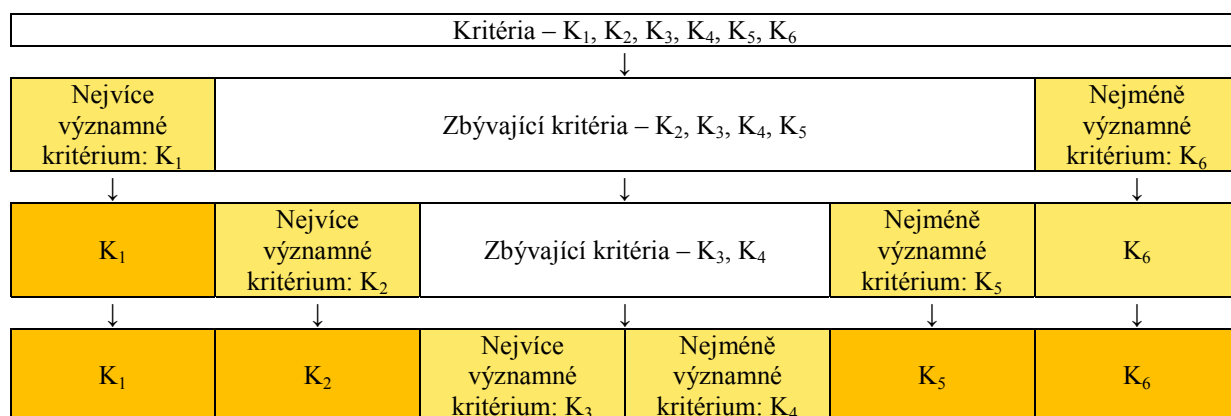 Kritéria – K₁, K₂, K₃, K₄, K₅, K₆
↓
Nejvíce
významné
kritérium: K₁
Zbývající kritéria – K₂, K₃, K₄, K₅
Nejméně
významné
kritérium: K₆
↓ ↓ ↓
K₁
Nejvíce
významné
kritérium: K₂
Zbývající kritéria – K₃, K₄
Nejméně
významné
kritérium: K₅
K₆
↓ ↓ ↓ ↓ ↓
K₁
K₂
Nejvíce
významné
kritérium: K₃
Nejméně
významné
kritérium: K₄
K₅
K₆